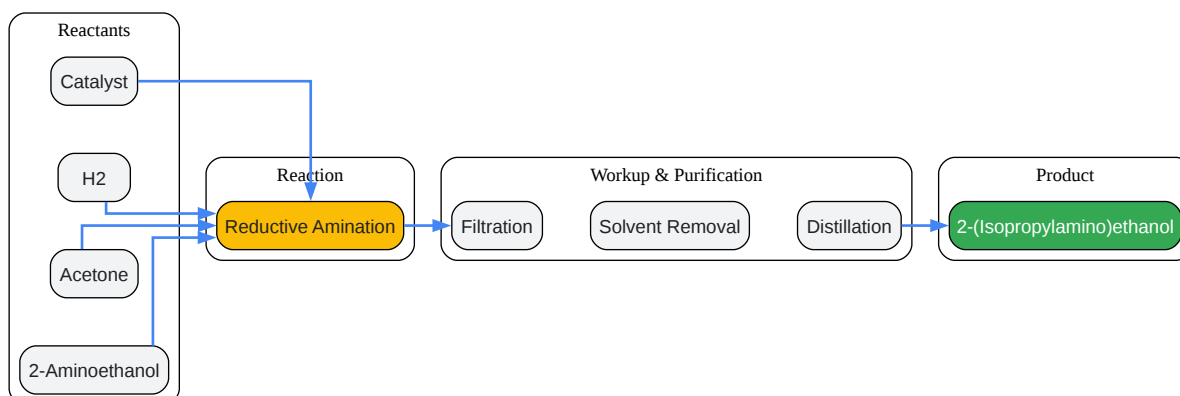 Reactants
Catalyst
H2
Acetone
2-Aminoethanol
Reaction
Reductive Amination
Workup & Purification
Filtration
Solvent Removal
Distillation
Product
2-(Isopropylamino)ethanol